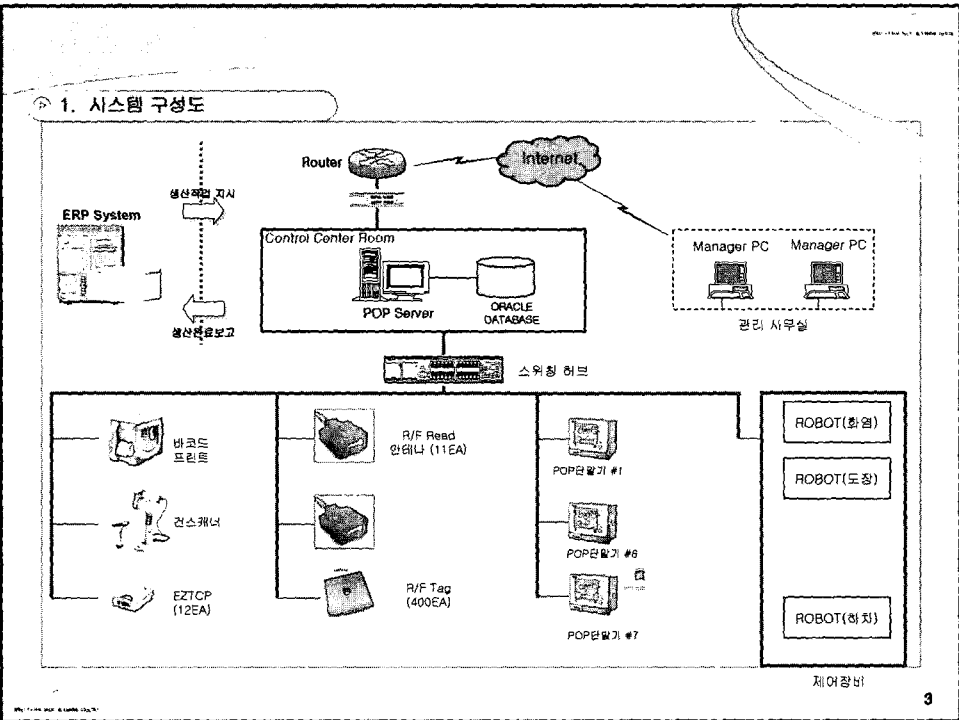 1. 시스템 구성도
Router
Internet
생산작업 지시
ERP System
Control Center Room
POP Server
ORACLE
DATABASE
생산완료보고
Manager PC
Manager PC
관리 사무실
스위칭 허브
바코드
프린트
R/F Read
안테나 (11EA)
POP단말기 #1
ROBOT(화염)
ROBOT(도장)
건스캐너
POP단말기 #6
EZTCP
(12EA)
R/F Tag
(400EA)
POP단말기 #7
ROBOT(하치)
제어장비
3